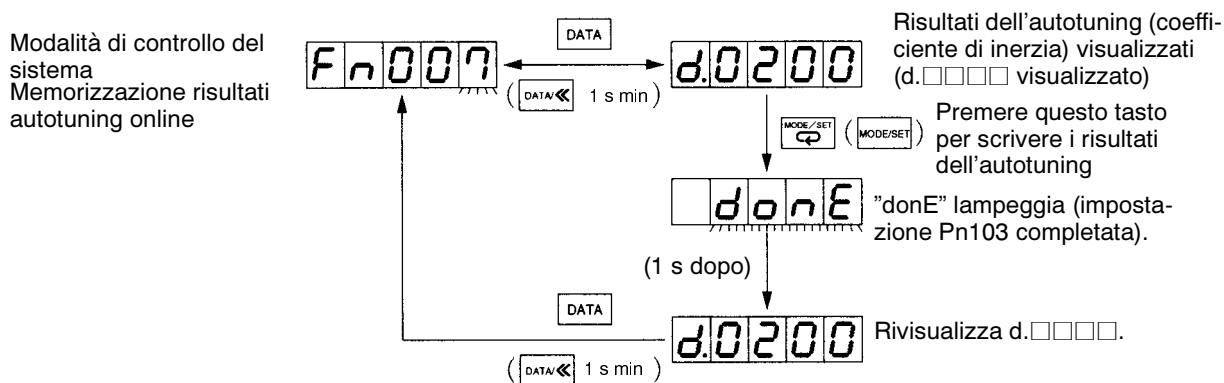 Modalità di controllo del
sistema
Memorizzazione risultati
autotuning online
Fn007
DATA
( DATA/≪ 1 s min )
d.0200
Risultati dell'autotuning (coeffi-
ciente di inerzia) visualizzati
(d.□□□□ visualizzato)
MODE/SET ( MODE/SET )
Premere questo tasto
per scrivere i risultati
dell'autotuning
donE
"donE" lampeggia (imposta-
zione Pn103 completata).
(1 s dopo)
DATA
( DATA/≪ 1 s min )
d.0200
Rivisualizza d.□□□□.